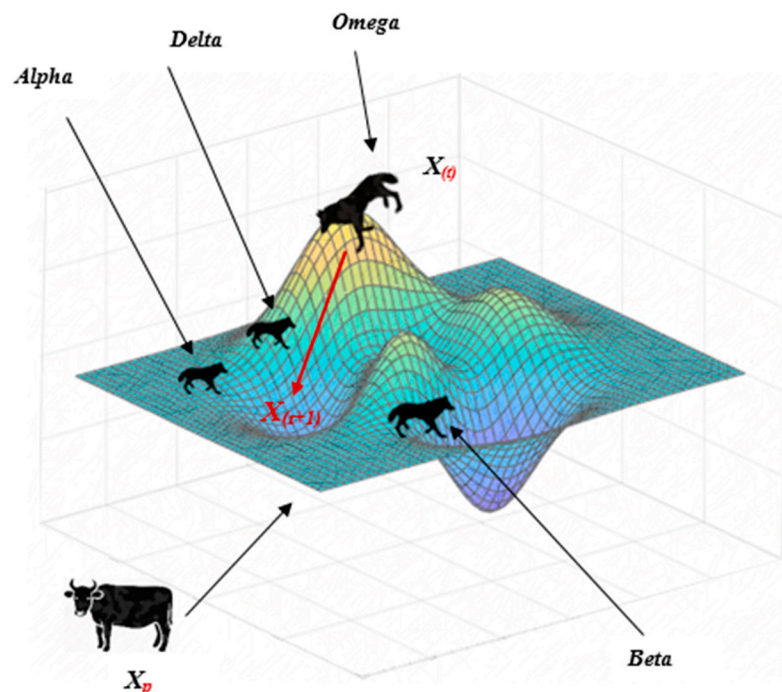 Omega
Delta
Alpha
X(t)
X(t+1)
Beta
Xp